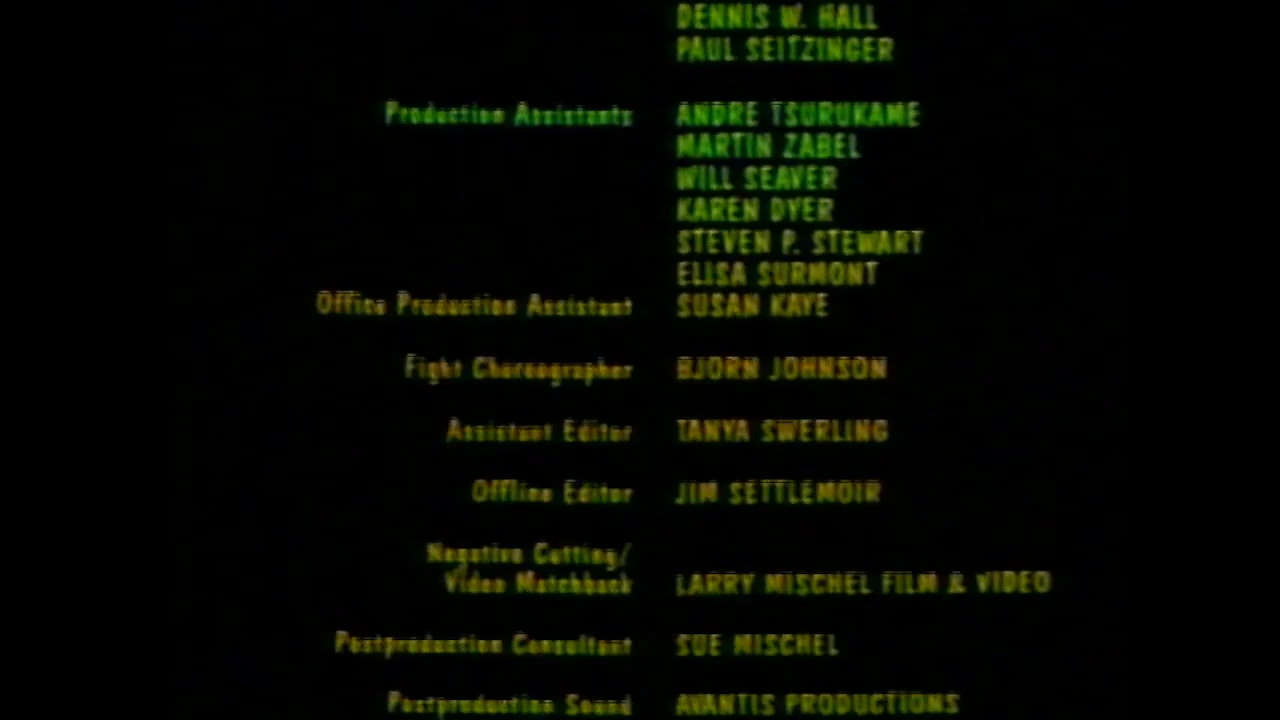 DENNIS W. HALL
PAUL SEITZINGER
Production Assistants ANDRE TSURUKAME
MARTIN ZABEL
WILL SEAVER
KAREN DYER
STEVEN P. STEWART
ELISA SURMONT
Office Production Assistant SUSAN KAYE
Fight Choreographer BJORN JOHNSON
Assistant Editor TANYA SWERLING
Offline Editor JIM SETTLEMOIR
Negative Cutting/
Video Matchback LARRY MISCHEL FILM & VIDEO
Postproduction Consultant SUE MISCHEL
Postproduction Sound AVANTIS PRODUCTIONS